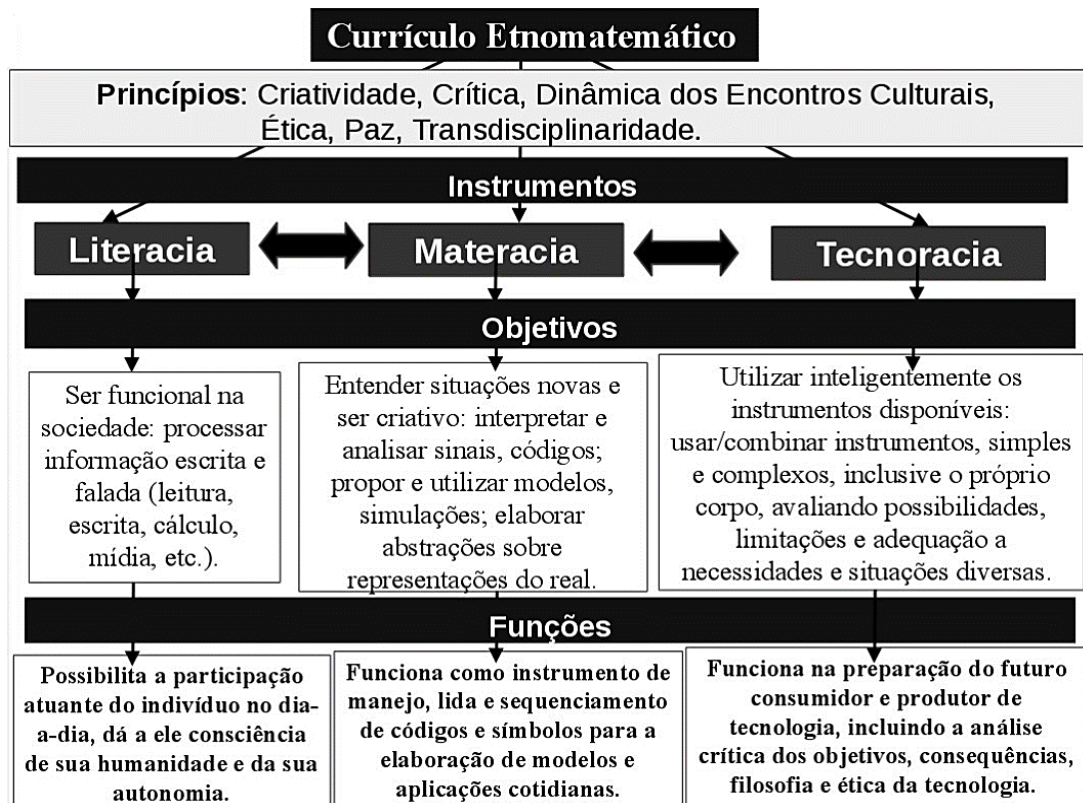 Currículo Etnomatemático
Princípios: Criatividade, Crítica, Dinâmica dos Encontros Culturais,
Ética, Paz, Transdisciplinaridade.
Instrumentos
Literacia
Materacia
Tecnoracia
Objetivos
Ser funcional na
sociedade: processar
informação escrita e
falada (leitura,
escrita, cálculo,
mídia, etc.).
Entender situações novas e
ser criativo: interpretar e
analisar sinais, códigos;
propor e utilizar modelos,
simulações; elaborar
abstrações sobre
representações do real.
Utilizar inteligentemente os
instrumentos disponíveis:
usar/combinar instrumentos, simples
e complexos, inclusive o próprio
corpo, avaliando possibilidades,
limitações e adequação a
necessidades e situações diversas.
Funções
Possibilita a participação
atuante do indivíduo no dia-
a-dia, dá a ele consciência
de sua humanidade e da sua
autonomia.
Funciona como instrumento de
manejo, lida e sequenciamento
de códigos e símbolos para a
elaboração de modelos e
aplicações cotidianas.
Funciona na preparação do futuro
consumidor e produtor de
tecnologia, incluindo a análise
crítica dos objetivos, consequências,
filosofia e ética da tecnologia.